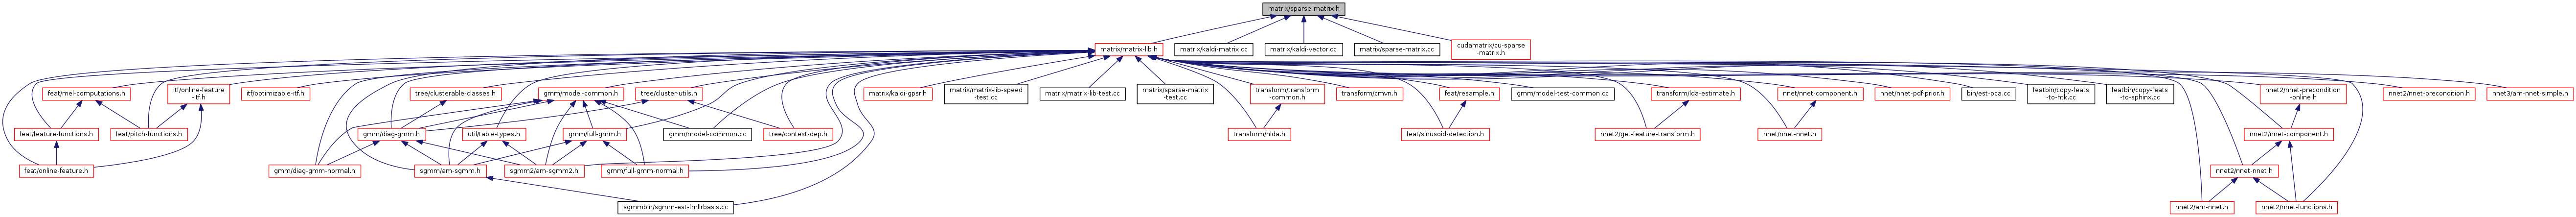 matrix/sparse-matrix.h
matrix/matrix-lib.h
matrix/kaldi-matrix.cc
matrix/kaldi-vector.cc
matrix/sparse-matrix.cc
cudamatrix/cu-sparse
-matrix.h
feat/mel-computations.h
itf/online-feature
-itf.h
itf/optimizable-itf.h
tree/clusterable-classes.h
gmm/model-common.h
tree/cluster-utils.h
matrix/kaldi-gpsr.h
matrix/matrix-lib-speed
-test.cc
matrix/matrix-lib-test.cc
matrix/sparse-matrix
-test.cc
transform/transform
-common.h
transform/cmvn.h
feat/resample.h
gmm/model-test-common.cc
transform/lda-estimate.h
nnet/nnet-component.h
nnet/nnet-pdf-prior.h
bin/est-pca.cc
featbin/copy-feats
-to-htk.cc
featbin/copy-feats
-to-sphinx.cc
nnet2/nnet-precondition
-online.h
nnet2/nnet-precondition.h
nnet3/am-nnet-simple.h
feat/feature-functions.h
feat/pitch-functions.h
gmm/diag-gmm.h
util/table-types.h
gmm/full-gmm.h
gmm/model-common.cc
tree/context-dep.h
transform/hlda.h
feat/sinusoid-detection.h
nnet2/get-feature-transform.h
nnet/nnet-nnet.h
nnet2/nnet-component.h
feat/online-feature.h
gmm/diag-gmm-normal.h
sgmm/am-sgmm.h
sgmm2/am-sgmm2.h
gmm/full-gmm-normal.h
nnet2/nnet-nnet.h
sgmmbin/sgmm-est-fmllrbasis.cc
nnet2/am-nnet.h
nnet2/nnet-functions.h